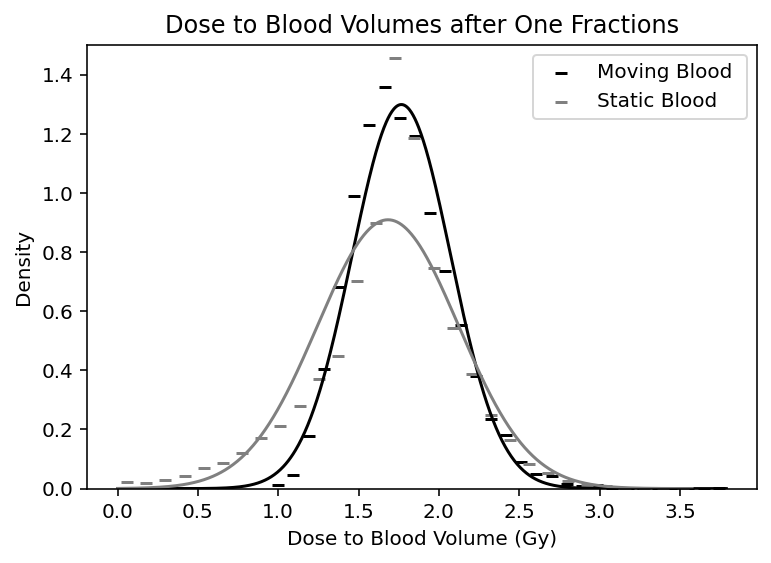 Dose to Blood Volumes after One Fractions
Moving Blood
Static Blood
Density
1.4
1.2
1.0
0.8
0.6
0.4
0.2
0.0
0.0 0.5 1.0 1.5 2.0 2.5 3.0 3.5
Dose to Blood Volume (Gy)